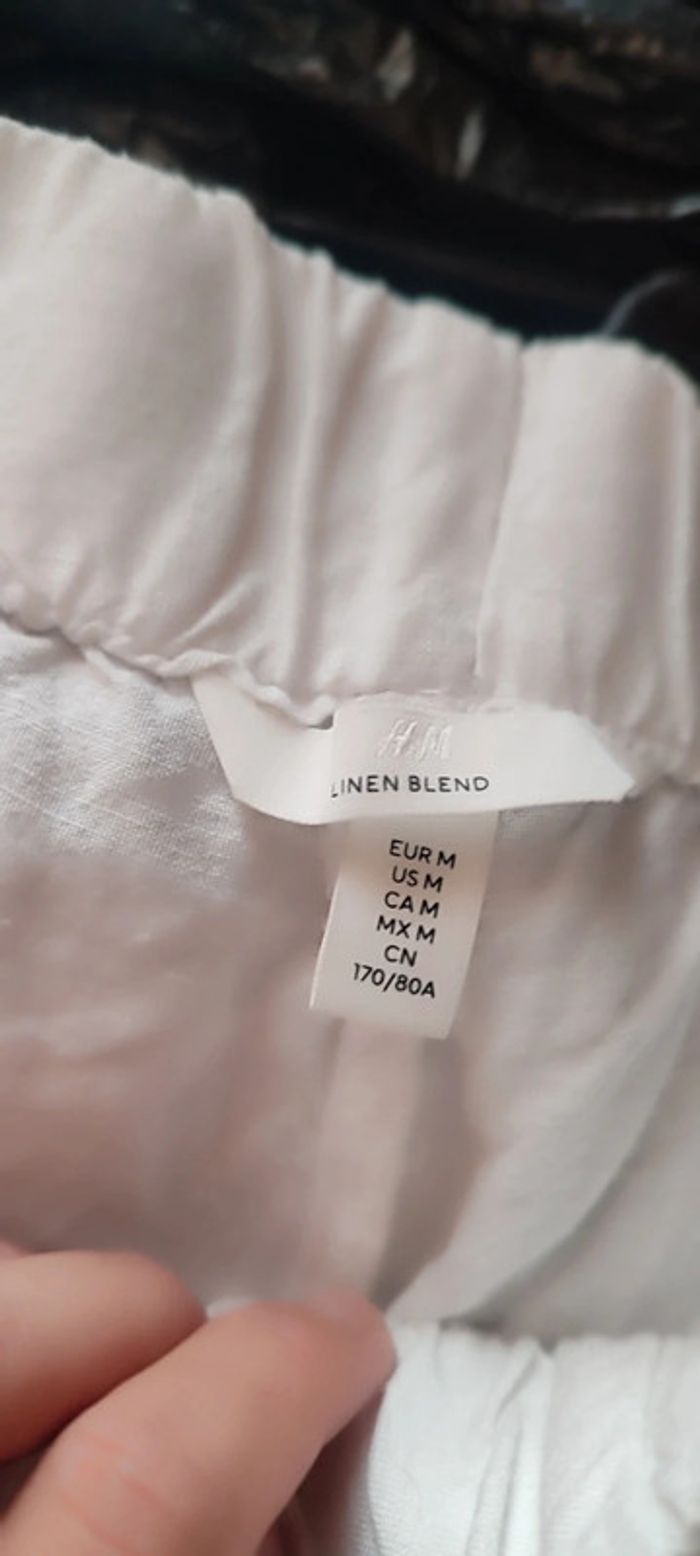 H&M
LINEN BLEND
EUR M
US M
CA M
MX M
CN
170/80A